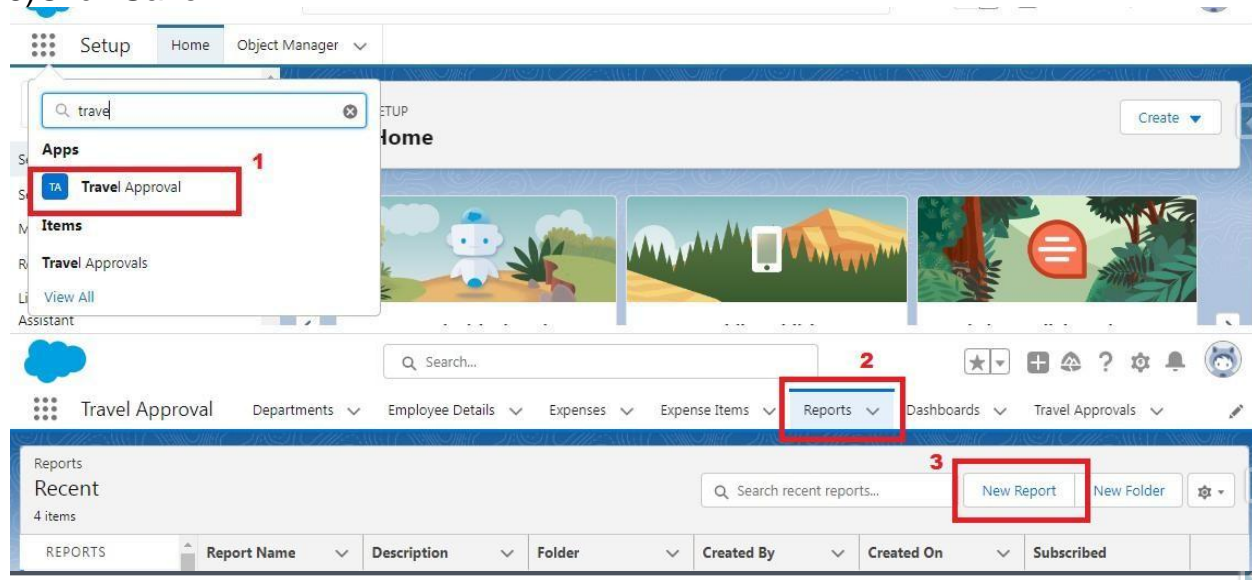 Setup Home Object Manager
trave
SETUP
Home
Create
Apps
1
TA Travel Approval
Items
Travel Approvals
View All
Assistant
Search...
2
Travel Approval Departments Employee Details Expenses Expense Items Reports Dashboards Travel Approvals
Reports
3
Recent
Search recent reports... New Report New Folder
4 items
REPORTS Report Name Description Folder Created By Created On Subscribed